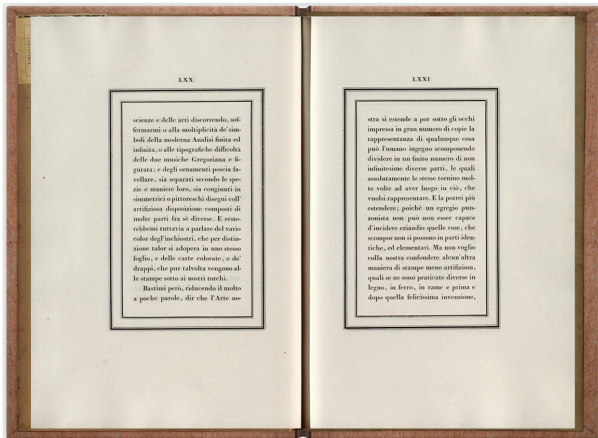 LXX
scienze e delle arti discorrendo, sof-
fermarmi o alla moltiplicità de' sim-
boli della moderna Analisi finita ed
infinita, o alle tipografiche difficoltà
delle due musiche Gregoriana e fi-
gurata; e degli ornamenti poscia fa-
vellare, sia separati secondo le spe-
zie e maniere loro, sia congiunti in
simmetrici o pittoreschi disegni coll'
artifiziosa disposizione composti di
molte parti fra sè diverse. E reste-
rebbemi tuttavia a parlare del vario
color degl'inchiostri, che per distin-
zione talor si adopera in uno stesso
foglio, e delle carte colorate, e de'
drappi, che pur talvolta vengono al-
le stampe sotto ai nostri torchi.
Bastimi però, riducendo il molto
a poche parole, dir che l'Arte no-
LXXI
stra si estende a por sotto gli occhi
impressa in gran numero di copie la
rappresentanza di qualunque cosa
può l'umano ingegno scomponendo
dividere in un finito numero di non
infinitesime diverse parti, le quali
assolutamente le stesse tornino mol-
te volte ad aver luogo in ciò, che
vuolsi rappresentare. E la potrei più
estendere; poichè un egregio pun-
zonista non può non esser capace
d'incidere eziandio quelle cose, che
scompor non si possono in parti iden-
tiche, ed elementari. Ma non voglio
colla nostra confondere alcun'altra
maniera di stampe meno artifiziosa,
quali se ne sono praticate diverse in
legno, in ferro, in rame e prima e
dopo quella felicissima invenzione,